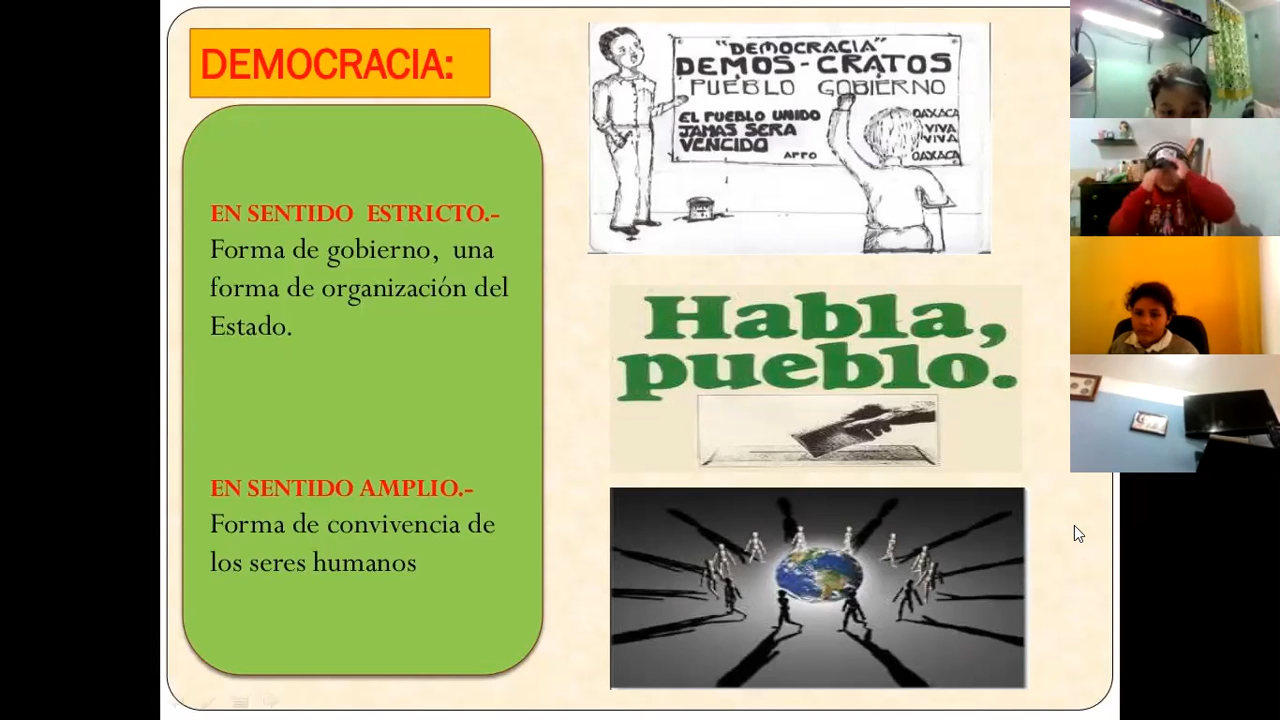 DEMOCRACIA:
EN SENTIDO ESTRICTO.-
Forma de gobierno, una
forma de organización del
Estado.
EN SENTIDO AMPLIO.-
Forma de convivencia de
los seres humanos
"DEMOCRACIA"
DEMOS-CRATOS
PUEBLO GOBIERNO
EL PUEBLO UNIDO
JAMAS SERA
VENCIDO
APPO
OAXACA
VIVA
VIVA
OAXACA
Habla,
pueblo.